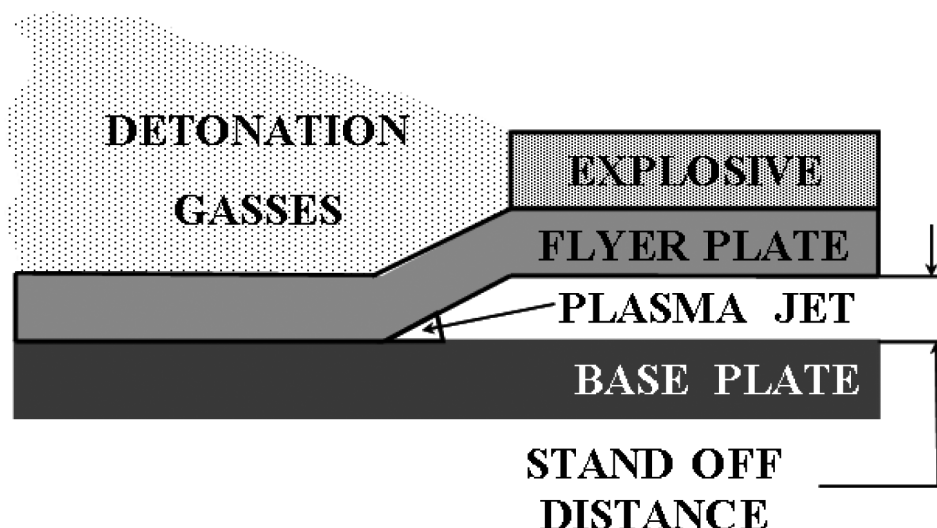 DETONATION
GASSES
EXPLOSIVE
FLYER PLATE
PLASMA JET
BASE PLATE
STAND OFF
DISTANCE